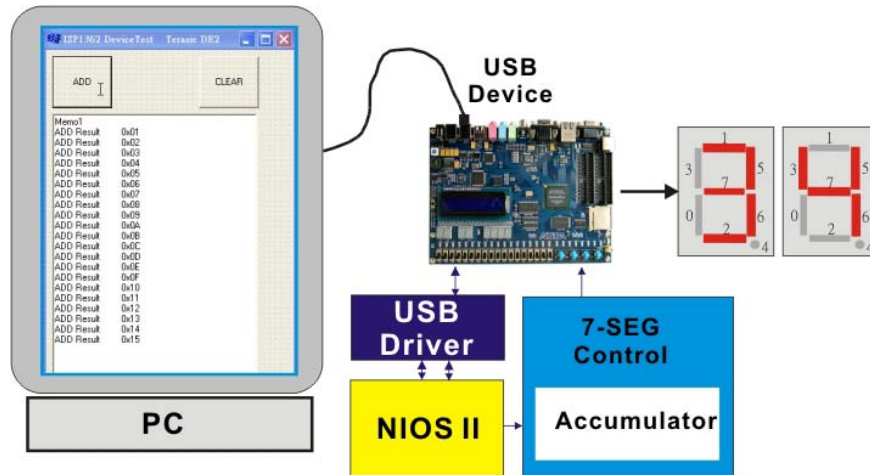 ISP1362 DeviceTest Terasic DE2
ADD
CLEAR
Memo1
ADD Result 0x01
ADD Result 0x02
ADD Result 0x03
ADD Result 0x04
ADD Result 0x05
ADD Result 0x06
ADD Result 0x07
ADD Result 0x08
ADD Result 0x09
ADD Result 0x0A
ADD Result 0x0B
ADD Result 0x0C
ADD Result 0x0D
ADD Result 0x0E
ADD Result 0x0F
ADD Result 0x10
ADD Result 0x11
ADD Result 0x12
ADD Result 0x13
ADD Result 0x14
ADD Result 0x15
PC
USB
Device
1
3 5
7
0 6
2
4
1
3 5
7
0 6
2
4
USB
Driver
NIOS II
7-SEG
Control
Accumulator